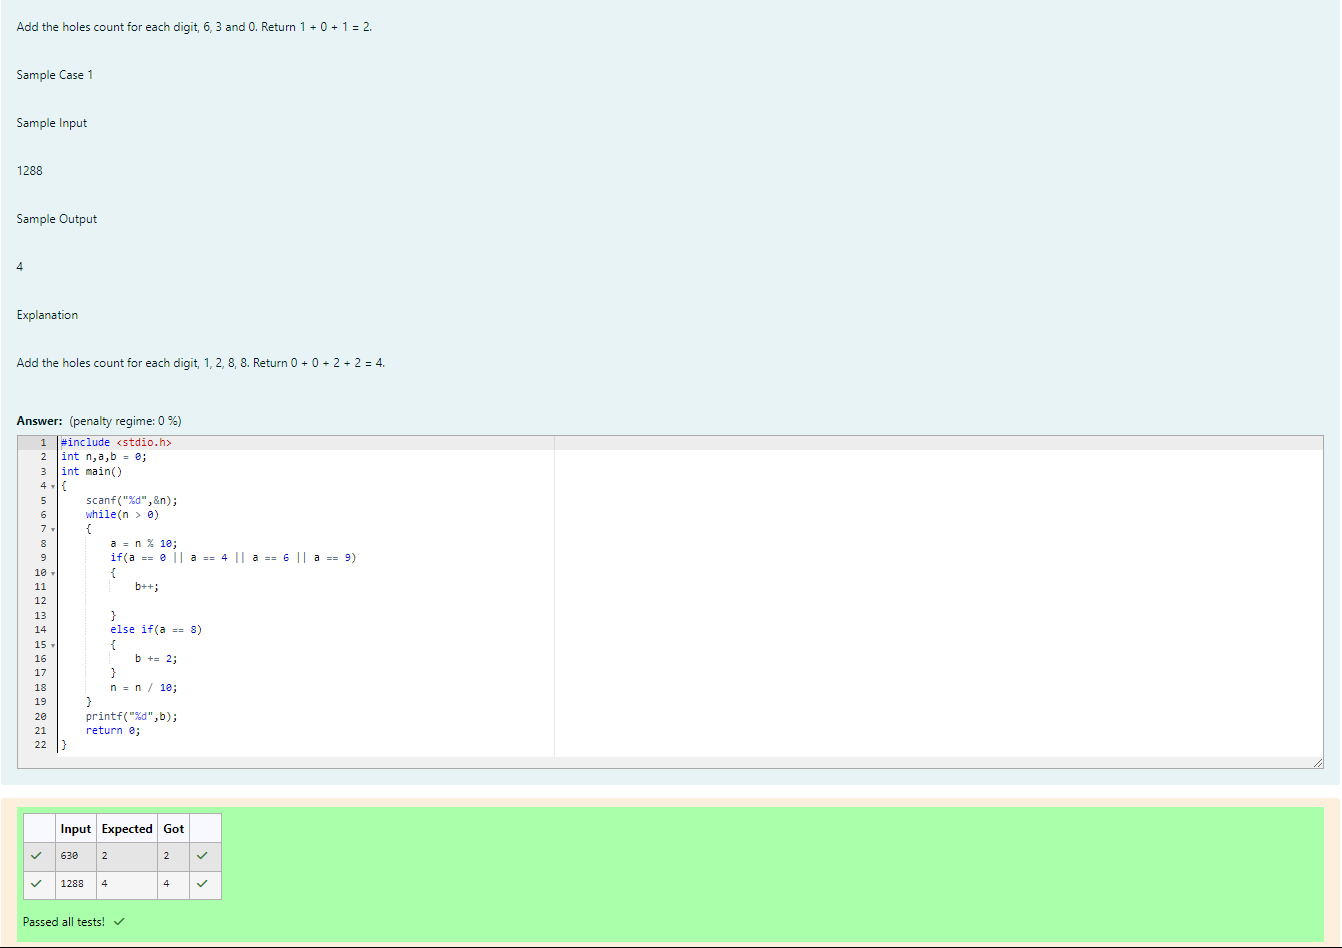 Add the holes count for each digit, 6, 3 and 0. Return 1 + 0 + 1 = 2.
Sample Case 1
Sample Input
1288
Sample Output
4
Explanation
Add the holes count for each digit, 1, 2, 8, 8. Return 0 + 0 + 2 + 2 = 4.
Answer: (penalty regime: 0 %)
1 #include <stdio.h>
2 int n,a,b = 0;
3 int main()
4 {
5 scanf("%d",&n);
6 while(n > 0)
7 {
8 a = n % 10;
9 if(a == 0 || a == 4 || a == 6 || a == 9)
10 {
11 b++;
12
13 }
14 else if(a == 8)
15 {
16 b += 2;
17 }
18 n = n / 10;
19 }
20 printf("%d",b);
21 return 0;
22 }
Input Expected Got
630 2 2
1288 4 4
Passed all tests!